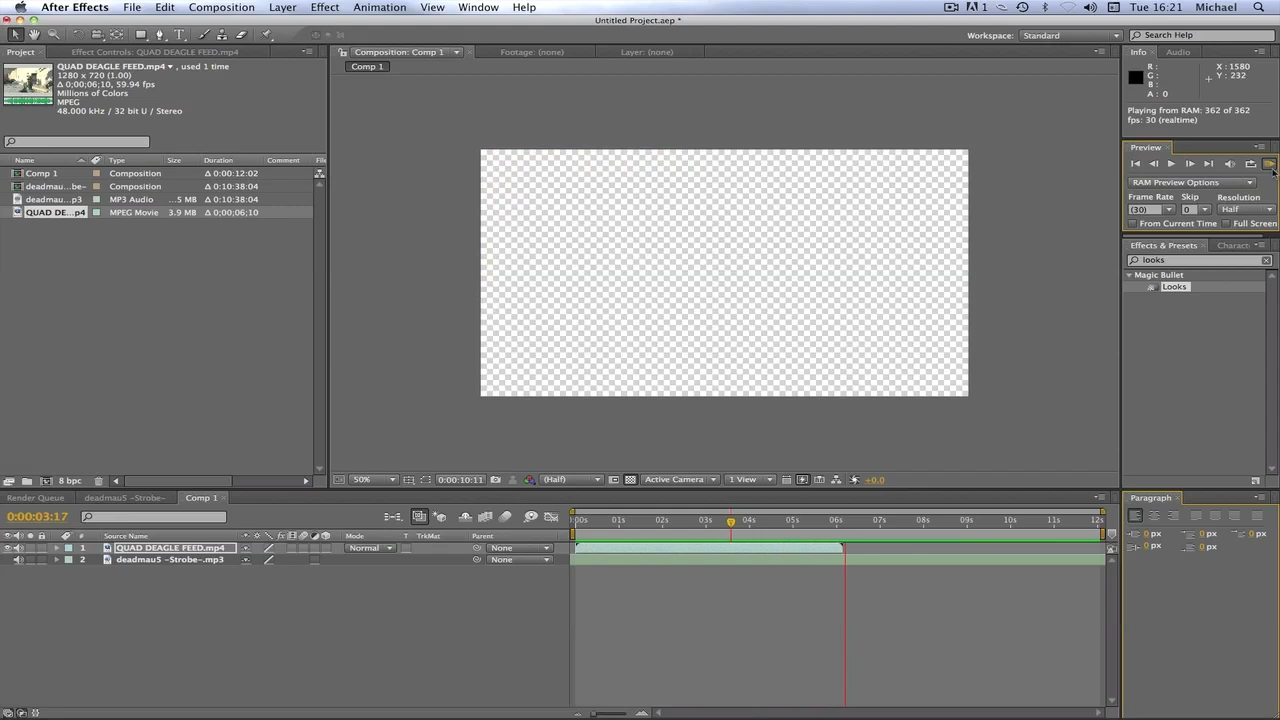 After Effects File Edit Composition Layer Effect Animation View Window Help 1 Tue 16:21 Michael
Untitled Project.aep *
Workspace: Standard Search Help
Project Effect Controls: QUAD DEAGLE FEED.mp4 Composition: Comp 1 Footage: (none) Layer: (none) Info Audio
QUAD DEAGLE FEED.mp4 , used 1 time
1280 x 720 (1.00)
Δ 0;00;06;10, 59.94 fps
Millions of Colors
MPEG
48.000 kHz / 32 bit U / Stereo
Comp 1
R :
G :
B :
A : 0
X : 1580
Y : 232
Playing from RAM: 362 of 362
fps: 30 (realtime)
Preview
RAM Preview Options
Frame Rate Skip Resolution
(30) 0 Half
From Current Time Full Screen
Name Type Size Duration Comment File
Comp 1 Composition Δ 0:00:12:02
deadmau...be- Composition Δ 0:10:38:04
deadmau...p3 MP3 Audio ...5 MB Δ 0:10:38:04
QUAD DE...p4 MPEG Movie 3.9 MB Δ 0;00;06;10
Effects & Presets Charact
looks
Magic Bullet
Looks
8 bpc
50% 0:00:10:11 (Half) Active Camera 1 View +0.0
Render Queue deadmau5 -Strobe- Comp 1
0:00:03:17
:00s 01s 02s 03s 04s 05s 06s 07s 08s 09s 10s 11s 12s
# Source Name Mode T TrkMat Parent
1 QUAD DEAGLE FEED.mp4 Normal None
2 deadmau5 -Strobe-.mp3 None
Paragraph
0 px 0 px 0 px
0 px 0 px